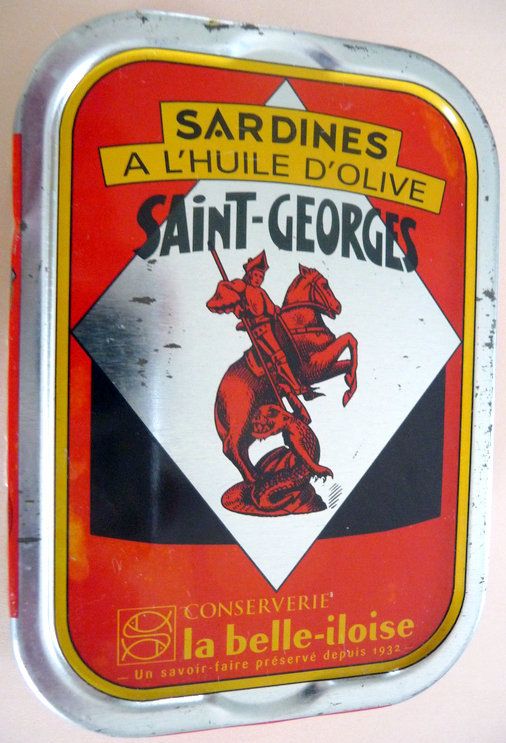 SARDINES
A L'HUILE D'OLIVE
SAiNT-GEORGES
CONSERVERIE
la belle-iloise
Un savoir-faire préservé depuis 1932